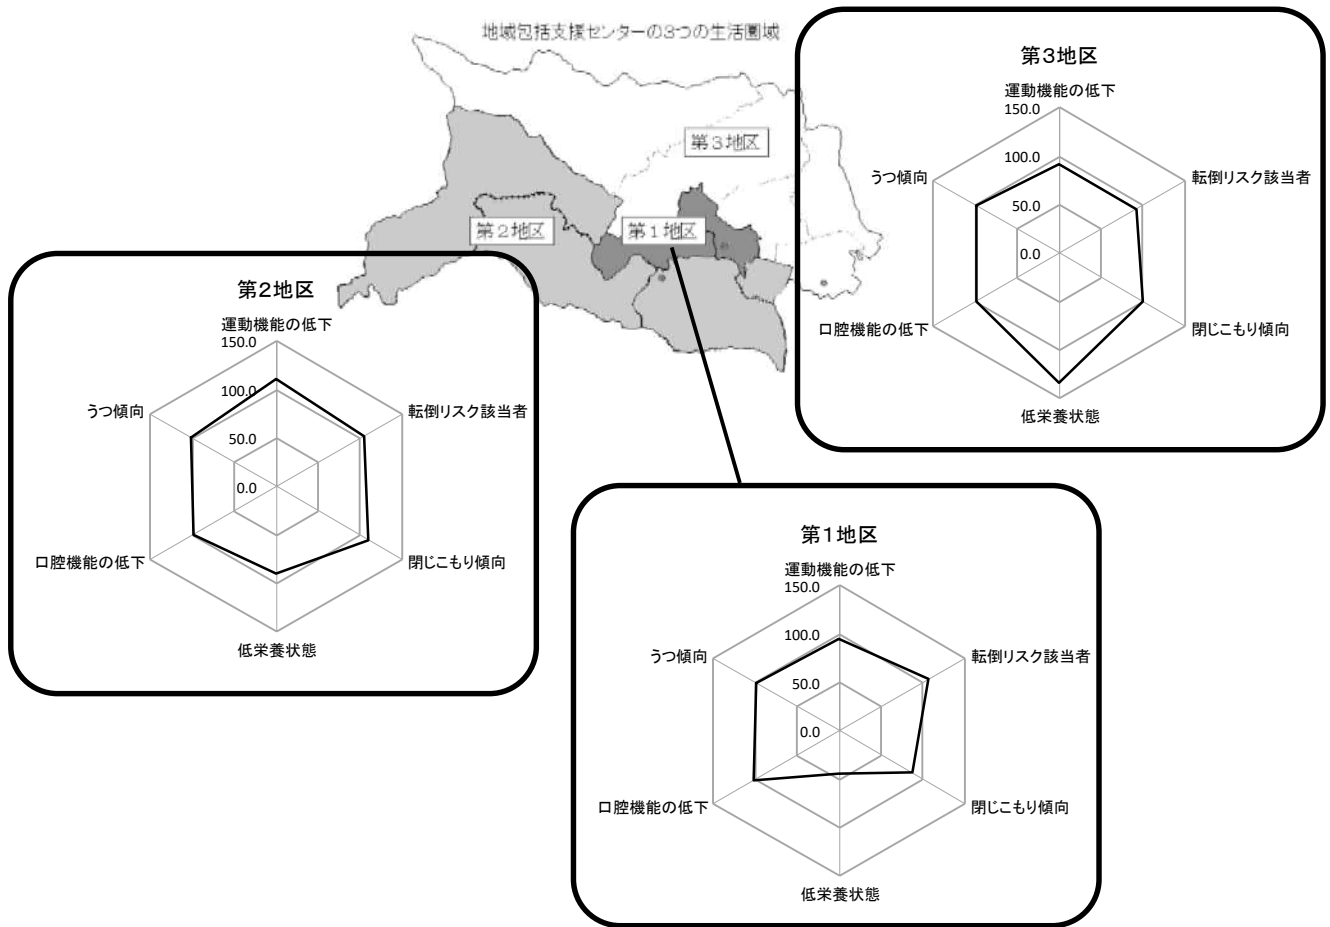 地域包括支援センターの3つの生活圏域
第3地区
第2地区
第1地区
第3地区
運動機能の低下
150.0
100.0
50.0
0.0
転倒リスク該当者
閉じこもり傾向
低栄養状態
口腔機能の低下
うつ傾向
第2地区
運動機能の低下
150.0
100.0
50.0
0.0
転倒リスク該当者
閉じこもり傾向
低栄養状態
口腔機能の低下
うつ傾向
第1地区
運動機能の低下
150.0
100.0
50.0
0.0
転倒リスク該当者
閉じこもり傾向
低栄養状態
口腔機能の低下
うつ傾向